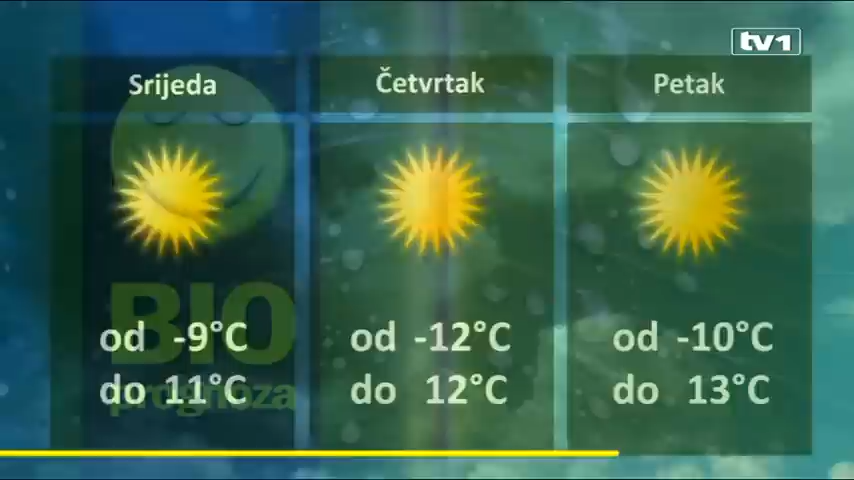 tv1
Srijeda
Četvrtak
Petak
od -9°C
do 11°C
od -12°C
do 12°C
od -10°C
do 13°C
BIO
prognoza